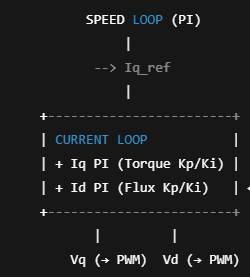 SPEED LOOP (PI)
|
--> Iq_ref
|
+-------------------------+
| CURRENT LOOP |
| + Iq PI (Torque Kp/Ki) |
| + Id PI (Flux Kp/Ki) |
+-------------------------+
| |
Vq (→ PWM) Vd (→ PWM)